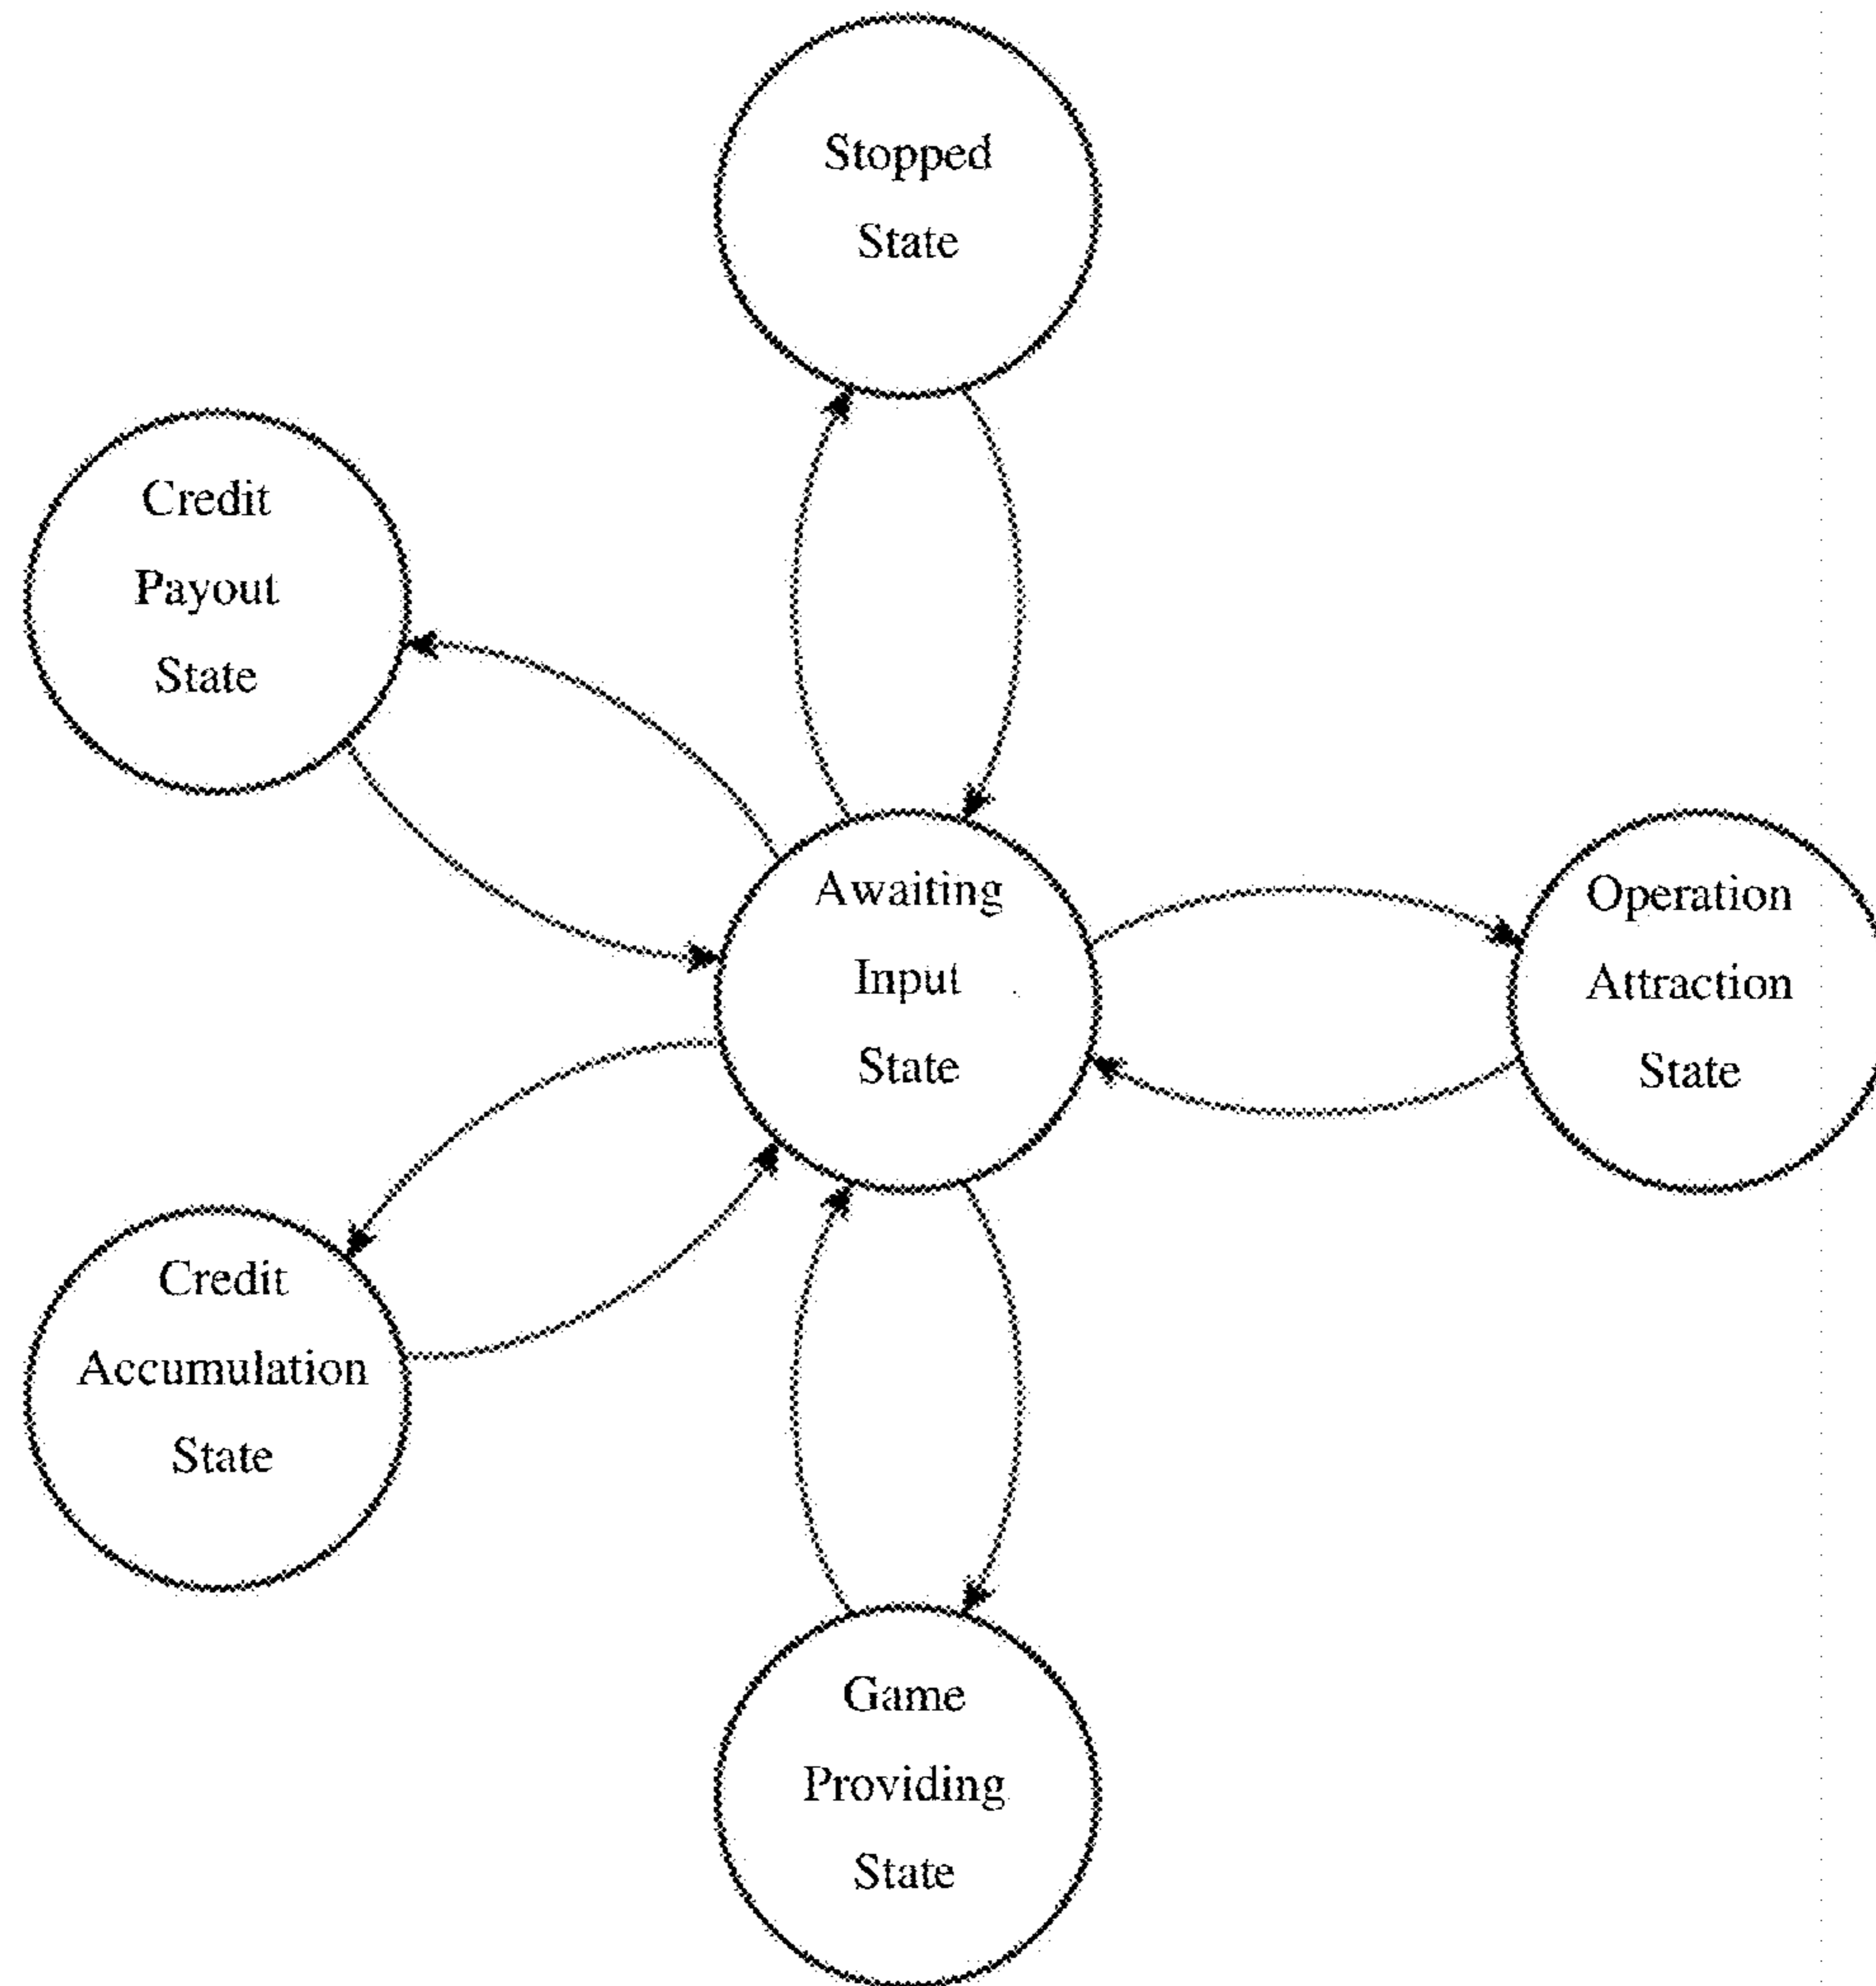 Stopped
State
Credit
Payout
State
Awaiting
Input
State
Operation
Attraction
State
Credit
Accumulation
State
Game
Providing
State